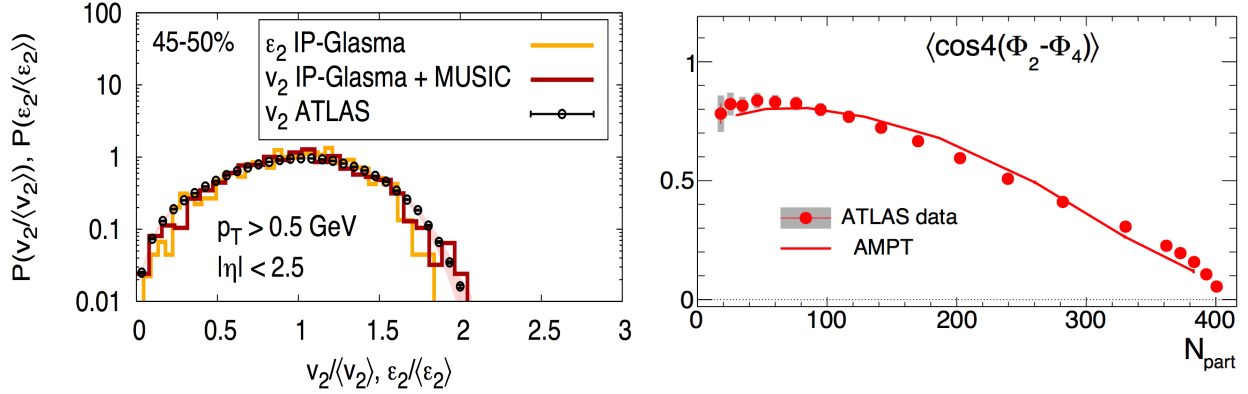 P(v₂/⟨v₂⟩), P(ε₂/⟨ε₂⟩)
100
10
1
0.1
0.01
45-50%
ε₂ IP-Glasma
v₂ IP-Glasma + MUSIC
v₂ ATLAS
p_T > 0.5 GeV
|η| < 2.5
0 0.5 1 1.5 2 2.5 3
v₂/⟨v₂⟩, ε₂/⟨ε₂⟩
⟨cos4(Φ₂-Φ₄)⟩
1
0.5
0
ATLAS data
AMPT
0 100 200 300 400
N_part